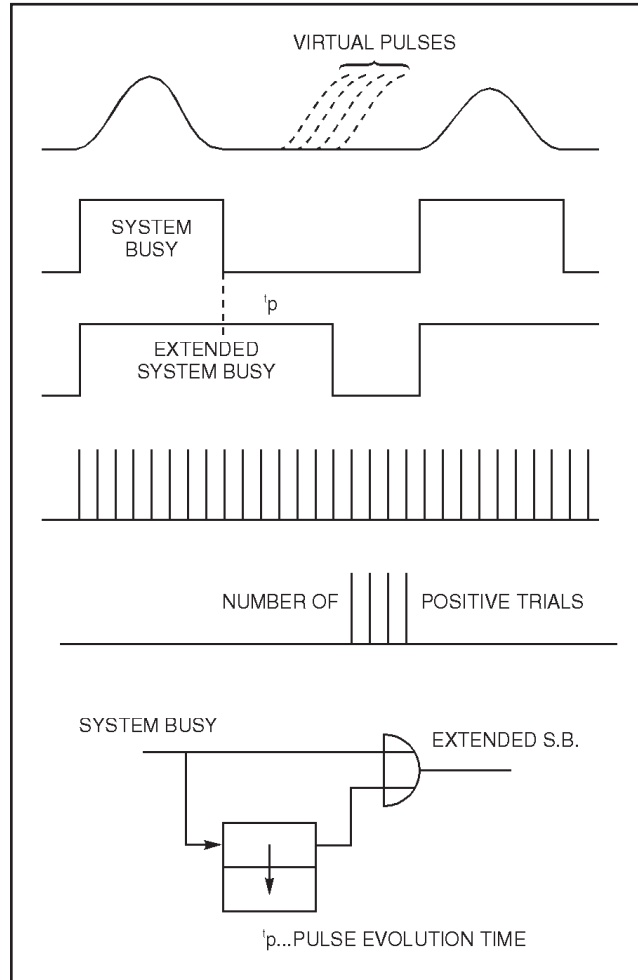 VIRTUAL PULSES
SYSTEM
BUSY
tp
EXTENDED
SYSTEM BUSY
NUMBER OF POSITIVE TRIALS
SYSTEM BUSY
EXTENDED S.B.
tp...PULSE EVOLUTION TIME